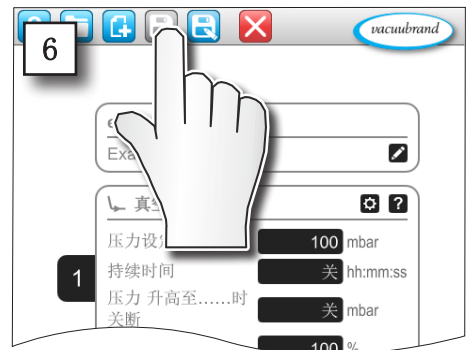 6
vacuubrand
Exa
真空
压力设
100 mbar
1
持续时间 关 hh:mm:ss
压力 升高至……时
关断
关 mbar
100 %